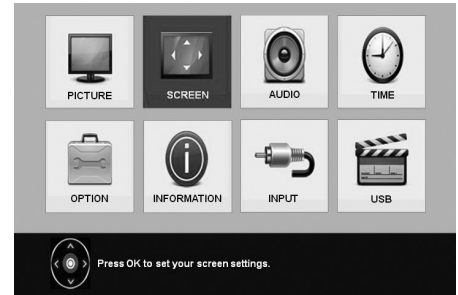 PICTURE
SCREEN
AUDIO
TIME
OPTION
INFORMATION
INPUT
USB
Press OK to set your screen settings.